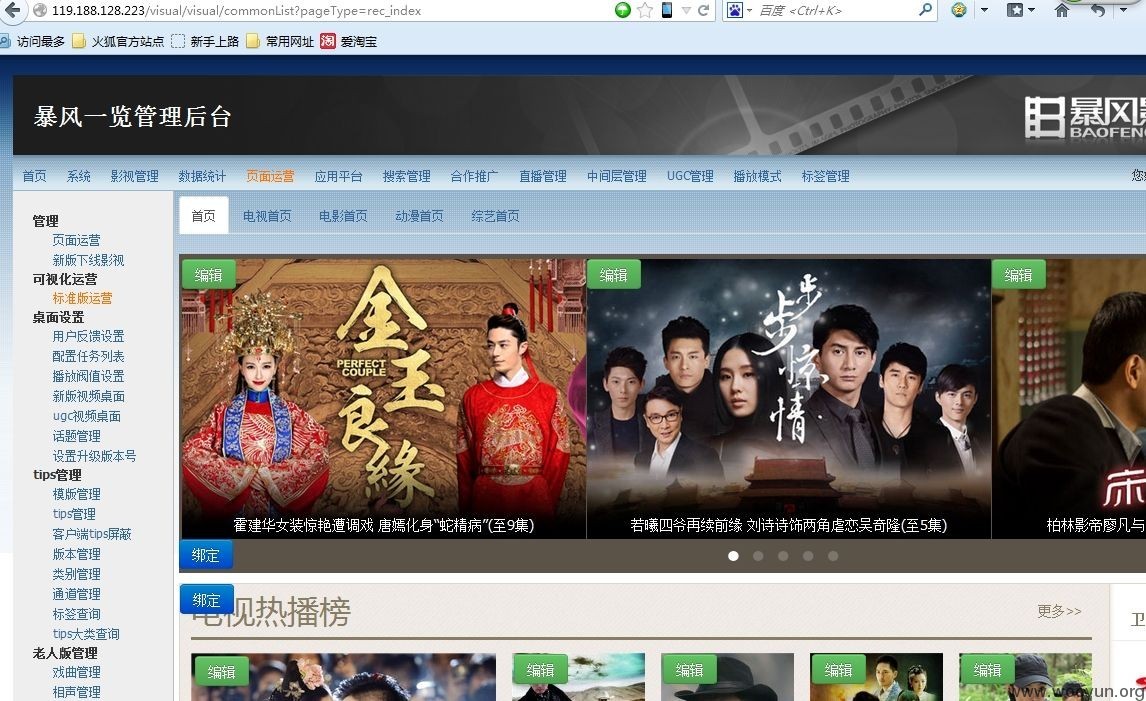 119.188.128.223/visual/visual/commonList?pageType=rec_index
百度 <Ctrl+K>
访问最多 火狐官方站点 新手上路 常用网址 淘 爱淘宝
暴风一览管理后台
暴风影
BAOFENG
首页 系统 影视管理 数据统计 页面运营 应用平台 搜索管理 合作推广 直播管理 中间层管理 UGC管理 播放模式 标签管理 您
首页 电视首页 电影首页 动漫首页 综艺首页
管理
页面运营
新版下线影视
可视化运营
标准版运营
桌面设置
用户反馈设置
配置任务列表
播放阀值设置
新版视频桌面
ugc视频桌面
话题管理
设置升级版本号
tips管理
模版管理
tips管理
客户端tips屏蔽
版本管理
类别管理
通道管理
标签查询
tips大类查询
老人版管理
戏曲管理
相声管理
编辑
金玉良缘
PERFECT
COUPLE
霍建华女装惊艳遭调戏 唐嫣化身“蛇精病”(至9集)
编辑
步步惊情
若曦四爷再续前缘 刘诗诗饰两角虐恋吴奇隆(至5集)
编辑
床
柏林影帝廖凡与
绑定
绑定
电视热播榜
更多>>
卫
编辑 编辑 编辑 编辑 编辑
www.wooyun.org